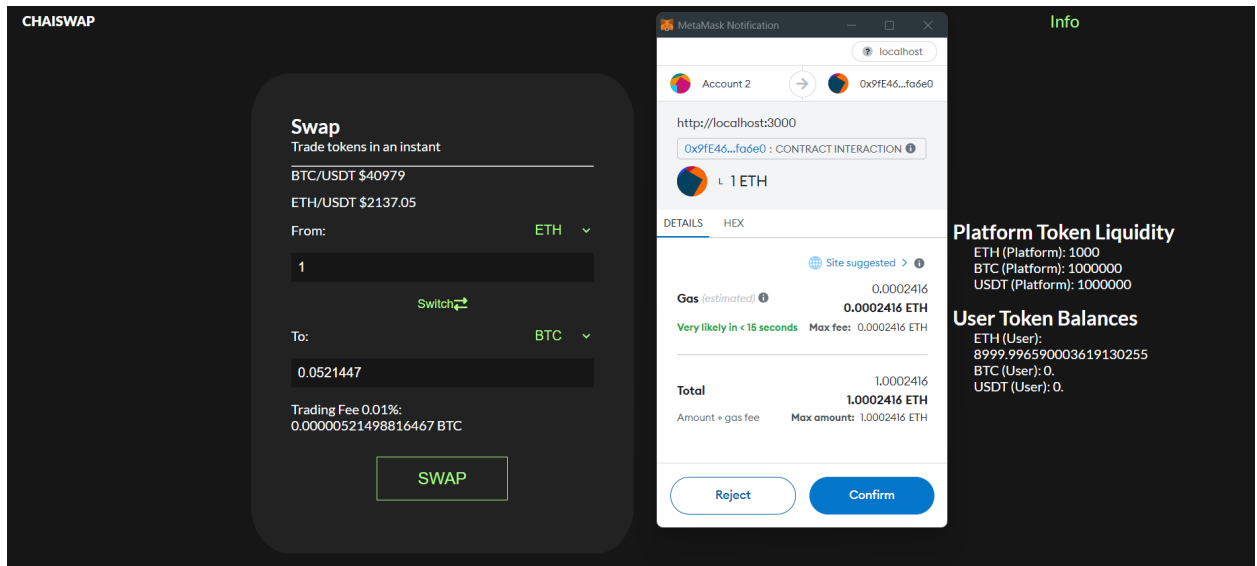 CHAISWAP
Info
Swap
Trade tokens in an instant
BTC/USDT $40979
ETH/USDT $2137.05
From:
ETH
1
Switch
To:
BTC
0.0521447
Trading Fee 0.01%:
0.00000521498816467 BTC
SWAP
MetaMask Notification
localhost
Account 2
0x9fE46...fa6e0
http://localhost:3000
0x9fE46...fa6e0 : CONTRACT INTERACTION
1 ETH
DETAILS HEX
Site suggested >
Gas (estimated)
0.0002416
0.0002416 ETH
Very likely in < 15 seconds Max fee: 0.0002416 ETH
Total
1.0002416
1.0002416 ETH
Amount + gas fee Max amount: 1.0002416 ETH
Reject Confirm
Platform Token Liquidity
ETH (Platform): 1000
BTC (Platform): 1000000
USDT (Platform): 1000000
User Token Balances
ETH (User):
8999.996590003619130255
BTC (User): 0.
USDT (User): 0.